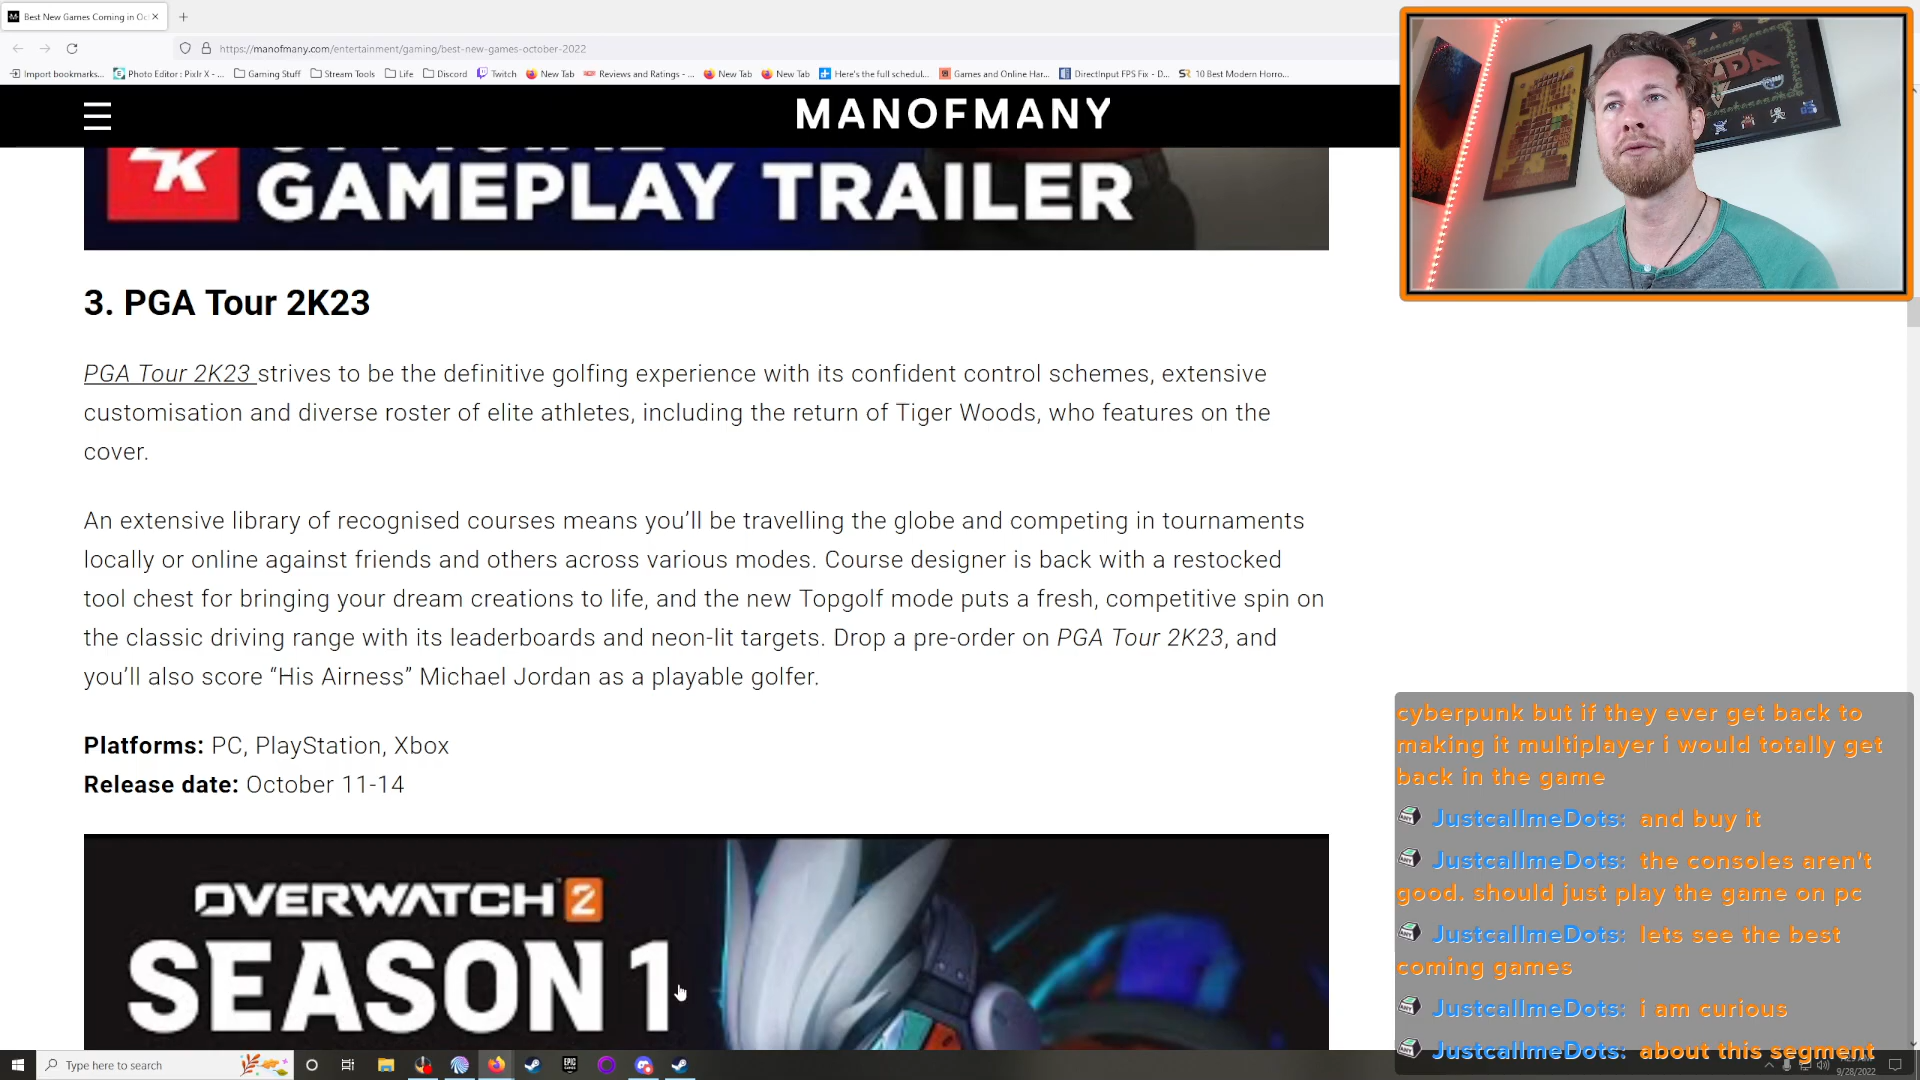 Best New Games Coming in Oc
https://manofmany.com/entertainment/gaming/best-new-games-october-2022
Import bookmarks... Photo Editor : Pixlr X - ... Gaming Stuff Stream Tools Life Discord Twitch New Tab Reviews and Ratings - ... New Tab New Tab Here's the full schedul... Games and Online Har... DirectInput FPS Fix - D... 10 Best Modern Horro...
MANOFMANY
2K GAMEPLAY TRAILER
3. PGA Tour 2K23
PGA Tour 2K23 strives to be the definitive golfing experience with its confident control schemes, extensive
customisation and diverse roster of elite athletes, including the return of Tiger Woods, who features on the
cover.
An extensive library of recognised courses means you’ll be travelling the globe and competing in tournaments
locally or online against friends and others across various modes. Course designer is back with a restocked
tool chest for bringing your dream creations to life, and the new Topgolf mode puts a fresh, competitive spin on
the classic driving range with its leaderboards and neon-lit targets. Drop a pre-order on PGA Tour 2K23, and
you’ll also score “His Airness” Michael Jordan as a playable golfer.
Platforms: PC, PlayStation, Xbox
Release date: October 11-14
OVERWATCH 2
SEASON 1
cyberpunk but if they ever get back to
making it multiplayer i would totally get
back in the game
JustcallmeDots: and buy it
JustcallmeDots: the consoles aren't
good. should just play the game on pc
JustcallmeDots: lets see the best
coming games
JustcallmeDots: i am curious
JustcallmeDots: about this segment
Type here to search
9/28/2022